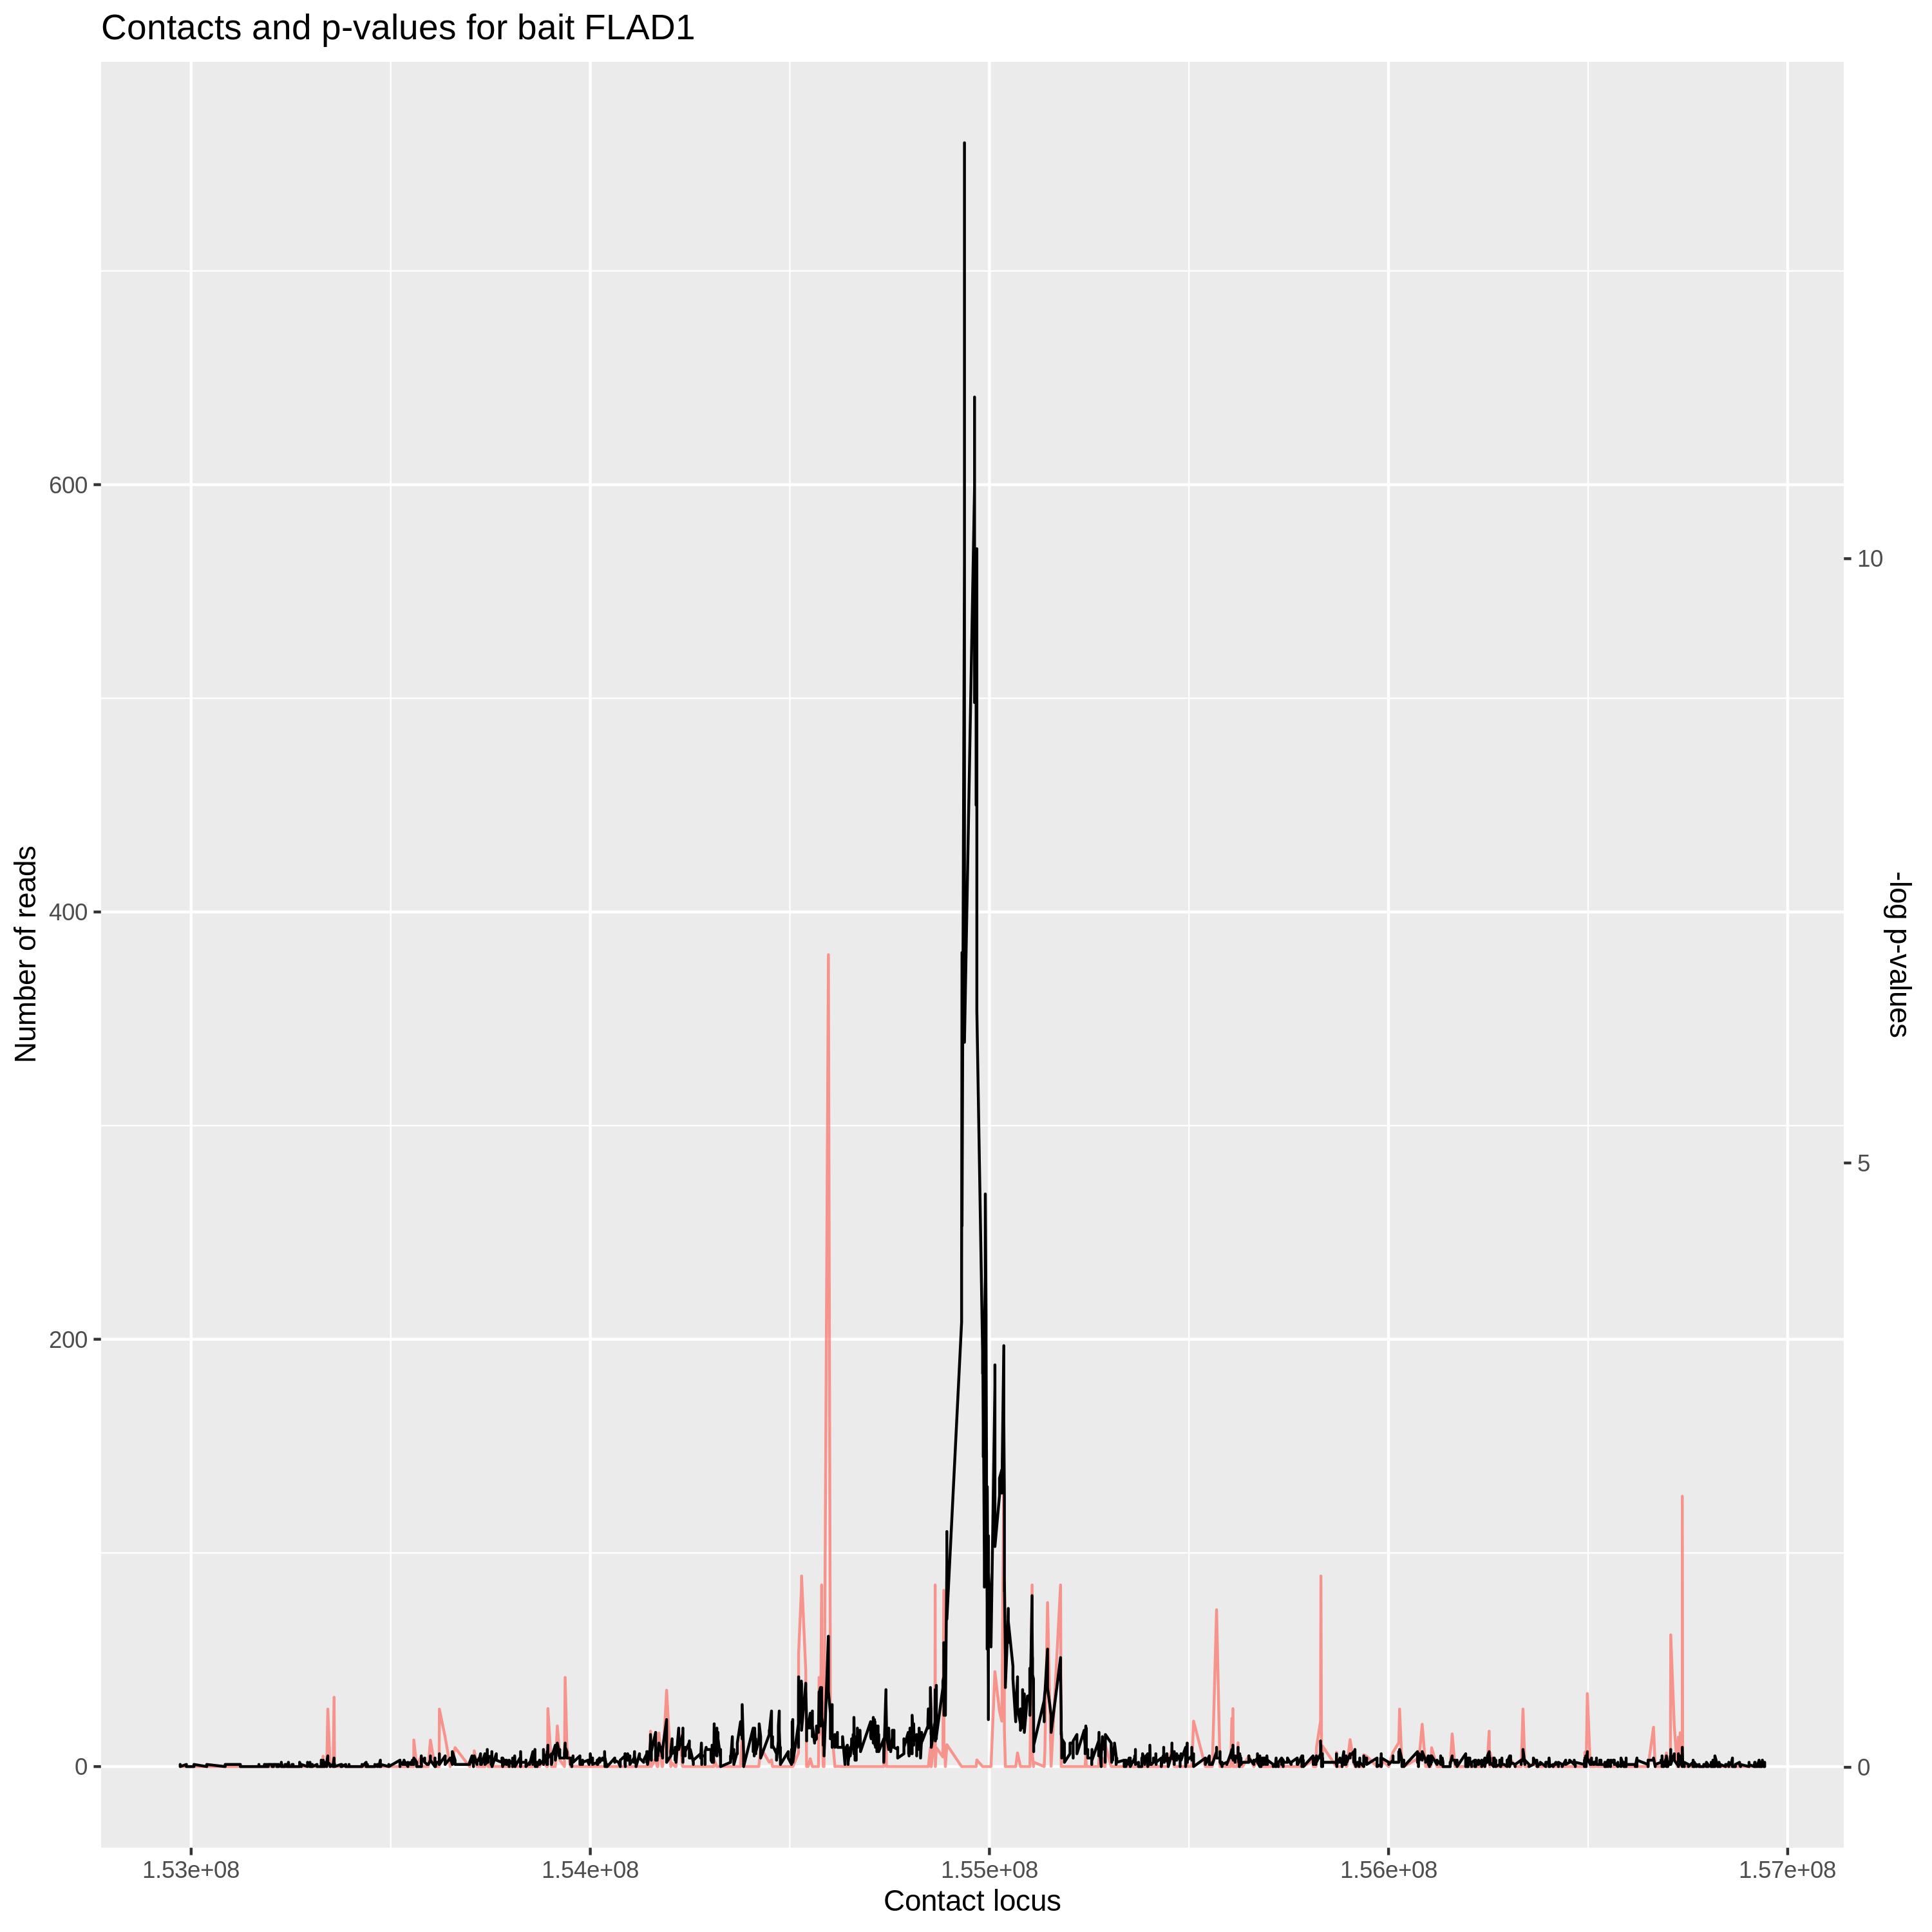 Contacts and p-values for bait FLAD1
Number of reads
600
400
200
0
10
5
0
-log p-values
1.53e+08
1.54e+08
1.55e+08
1.56e+08
1.57e+08
Contact locus